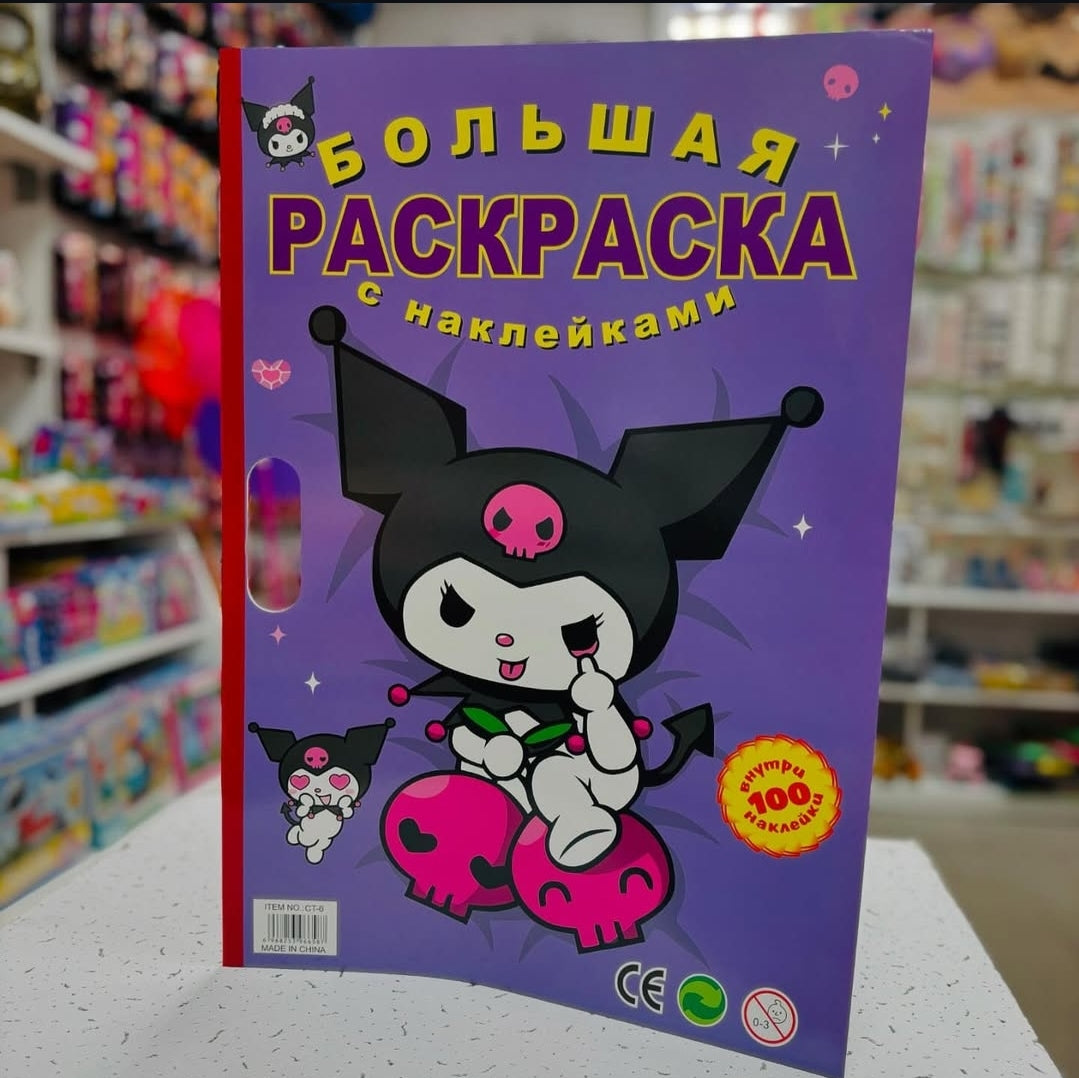 БОЛЬШАЯ
РАСКРАСКА
с наклейками
внутри
100
наклейки
ITEM NO.:CT-6
MADE IN CHINA
CE
0-3